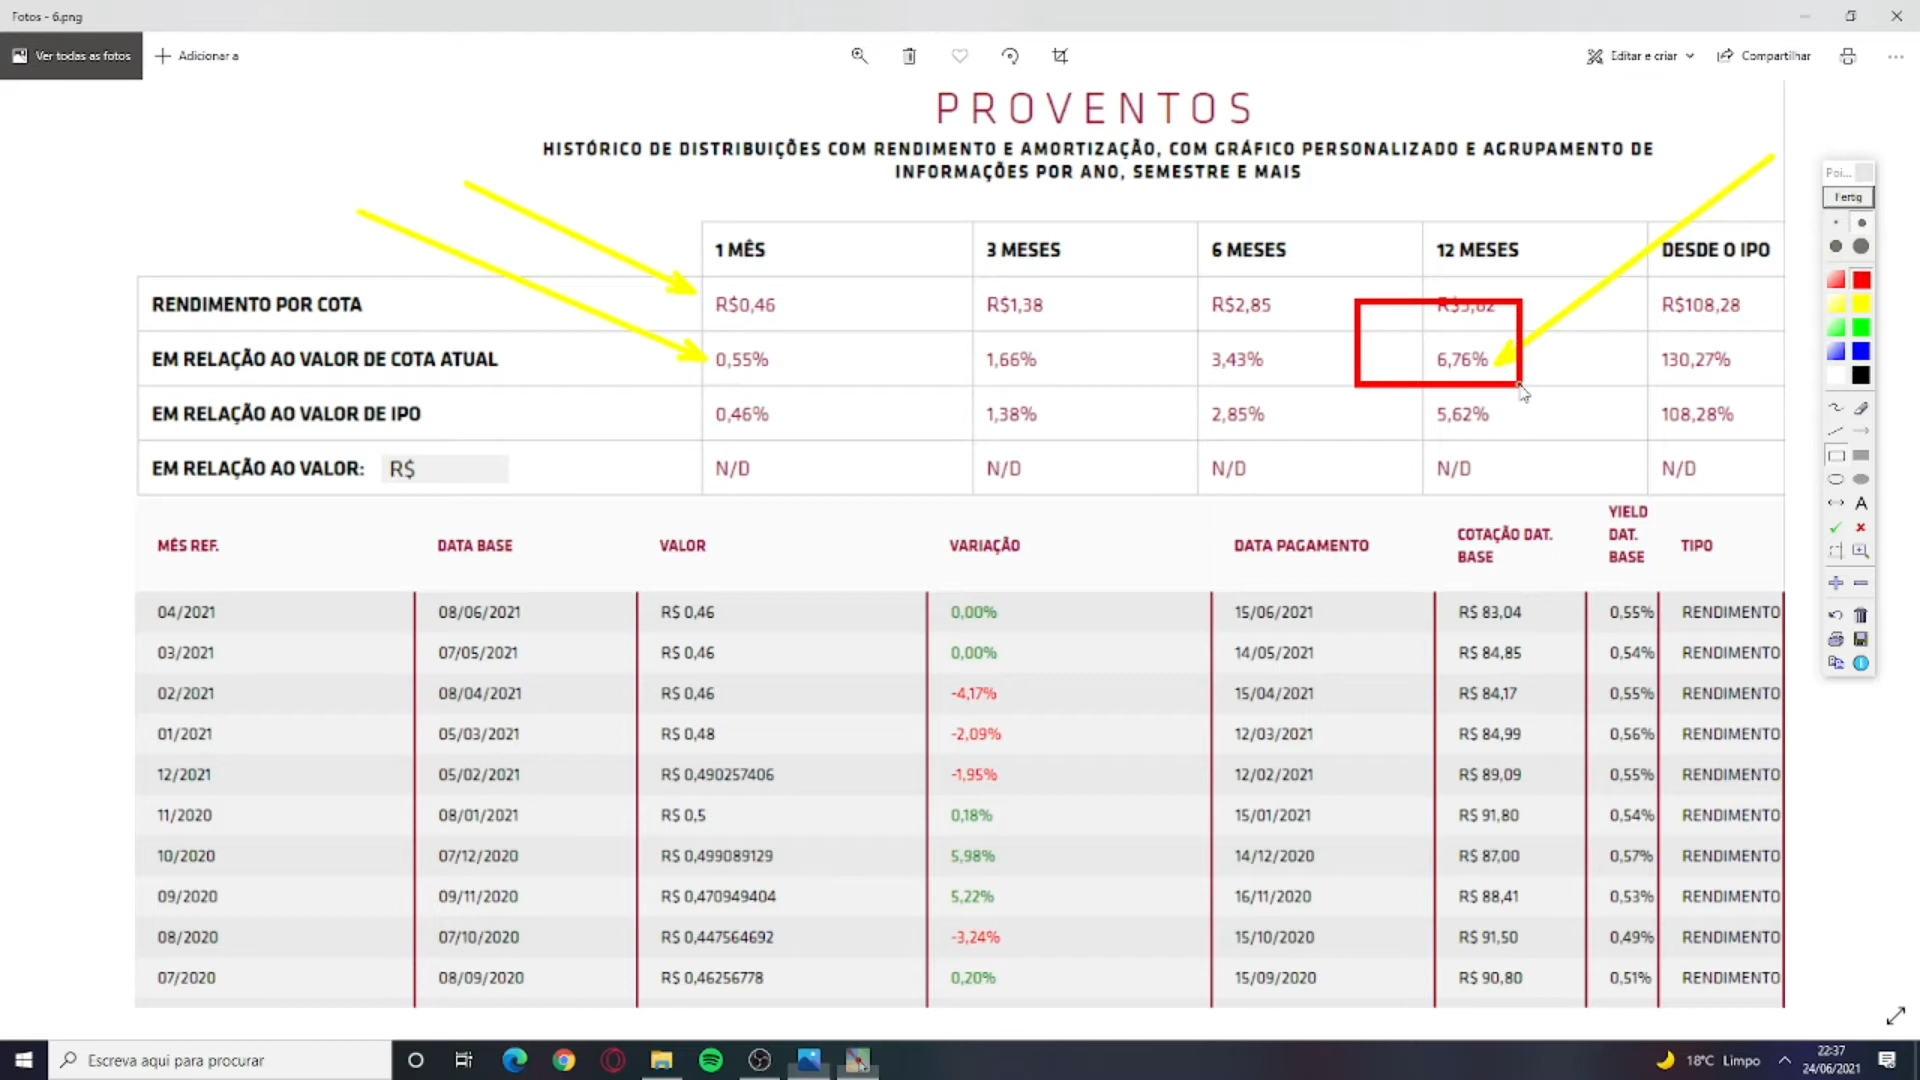 Fotos - 6.png
Ver todas as fotos
Adicionar a
Editar e criar
Compartilhar
PROVENTOS
HISTÓRICO DE DISTRIBUIÇÕES COM RENDIMENTO E AMORTIZAÇÃO, COM GRÁFICO PERSONALIZADO E AGRUPAMENTO DE
INFORMAÇÕES POR ANO, SEMESTRE E MAIS
Poi...
Fertig
1 MÊS 3 MESES 6 MESES 12 MESES DESDE O IPO
RENDIMENTO POR COTA R$0,46 R$1,38 R$2,85 R$5,62 R$108,28
EM RELAÇÃO AO VALOR DE COTA ATUAL 0,55% 1,66% 3,43% 6,76% 130,27%
EM RELAÇÃO AO VALOR DE IPO 0,46% 1,38% 2,85% 5,62% 108,28%
EM RELAÇÃO AO VALOR: R$ N/D N/D N/D N/D N/D
MÊS REF. DATA BASE VALOR VARIAÇÃO DATA PAGAMENTO COTAÇÃO DAT. BASE YIELD DAT. BASE TIPO
04/2021 08/06/2021 R$ 0,46 0,00% 15/06/2021 R$ 83,04 0,55% RENDIMENTO
03/2021 07/05/2021 R$ 0,46 0,00% 14/05/2021 R$ 84,85 0,54% RENDIMENTO
02/2021 08/04/2021 R$ 0,46 -4,17% 15/04/2021 R$ 84,17 0,55% RENDIMENTO
01/2021 05/03/2021 R$ 0,48 -2,09% 12/03/2021 R$ 84,99 0,56% RENDIMENTO
12/2021 05/02/2021 R$ 0,490257406 -1,95% 12/02/2021 R$ 89,09 0,55% RENDIMENTO
11/2020 08/01/2021 R$ 0,5 0,18% 15/01/2021 R$ 91,80 0,54% RENDIMENTO
10/2020 07/12/2020 R$ 0,499089129 5,98% 14/12/2020 R$ 87,00 0,57% RENDIMENTO
09/2020 09/11/2020 R$ 0,470949404 5,22% 16/11/2020 R$ 88,41 0,53% RENDIMENTO
08/2020 07/10/2020 R$ 0,447564692 -3,24% 15/10/2020 R$ 91,50 0,49% RENDIMENTO
07/2020 08/09/2020 R$ 0,46256778 0,20% 15/09/2020 R$ 90,80 0,51% RENDIMENTO
Escreva aqui para procurar
18°C Limpo
22:37
24/06/2021